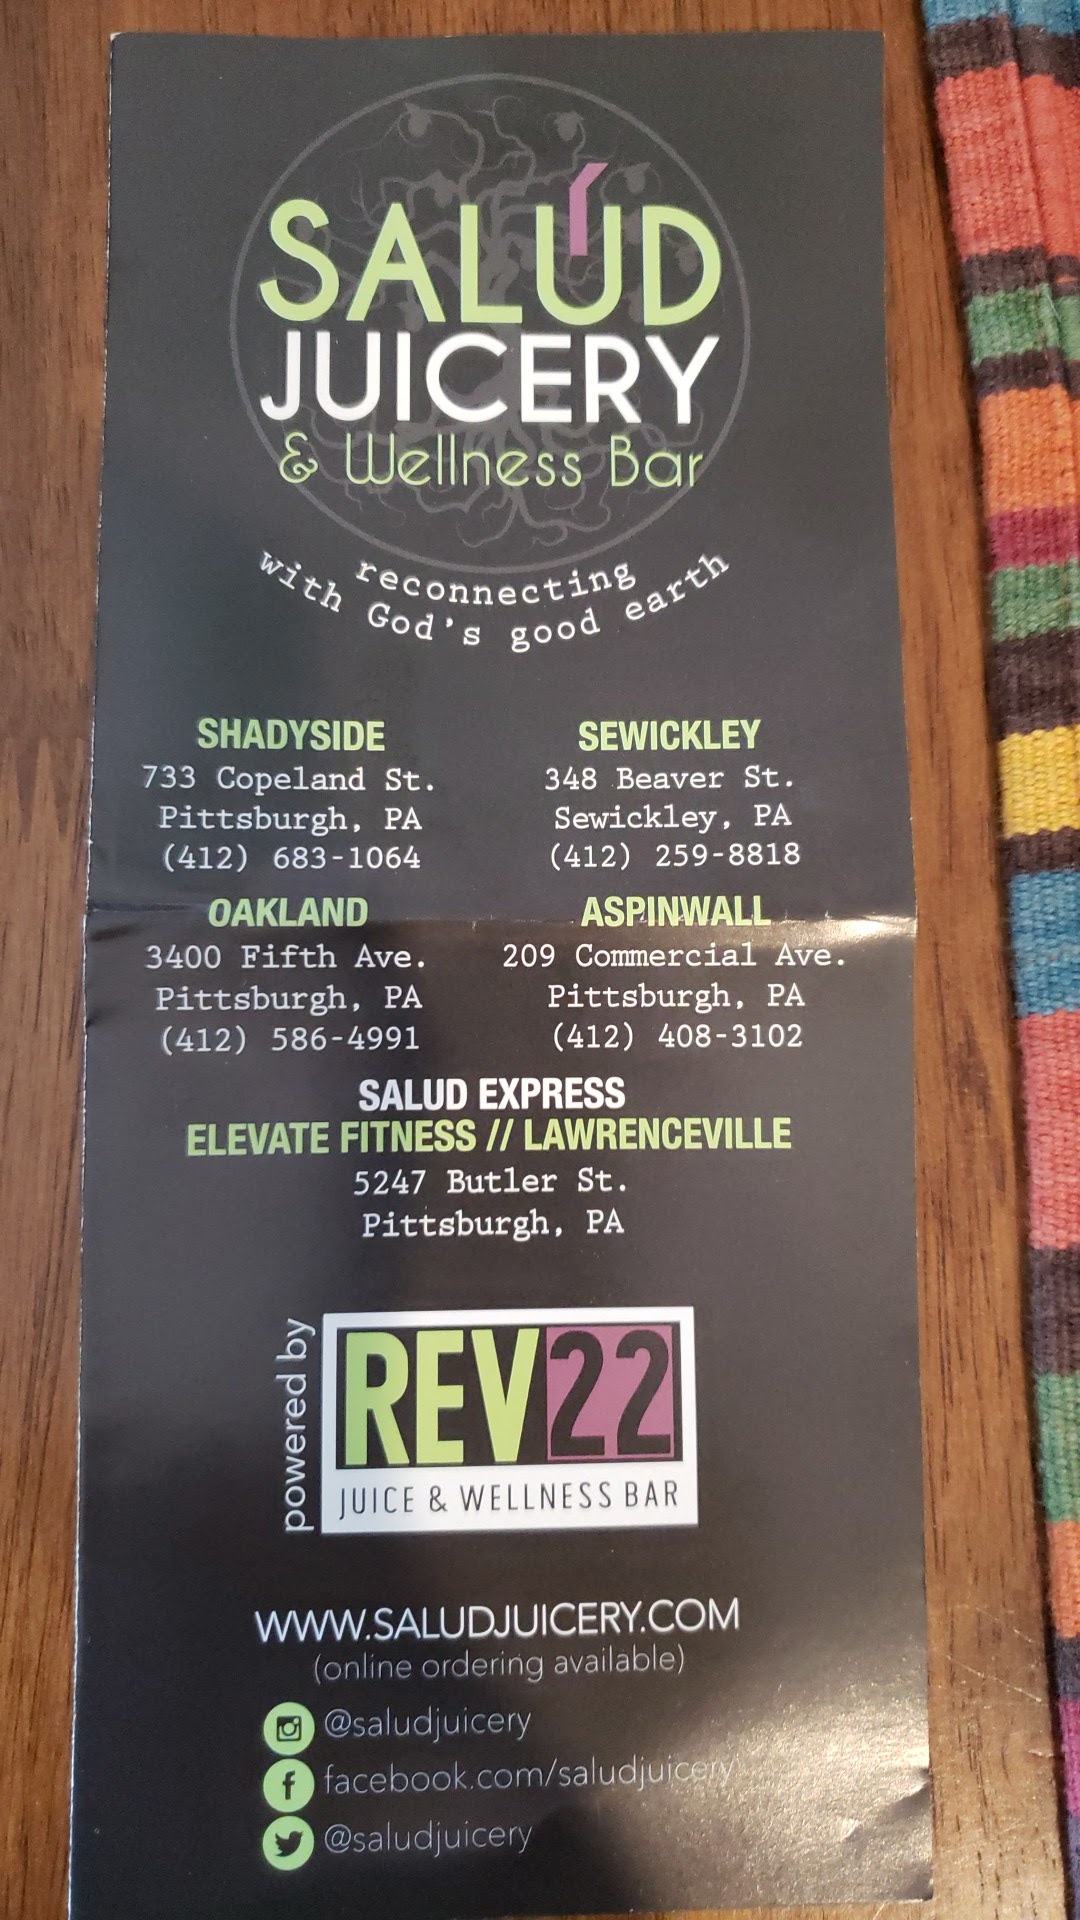 SALÚD
JUICERY
& Wellness Bar
reconnecting
with God's good earth
SHADYSIDE
733 Copeland St.
Pittsburgh, PA
(412) 683-1064
SEWICKLEY
348 Beaver St.
Sewickley, PA
(412) 259-8818
OAKLAND
3400 Fifth Ave.
Pittsburgh, PA
(412) 586-4991
ASPINWALL
209 Commercial Ave.
Pittsburgh, PA
(412) 408-3102
SALUD EXPRESS
ELEVATE FITNESS // LAWRENCEVILLE
5247 Butler St.
Pittsburgh, PA
powered by
REV22
JUICE & WELLNESS BAR
WWW.SALUDJUICERY.COM
(online ordering available)
@saludjuicery
facebook.com/saludjuicery
@saludjuicery